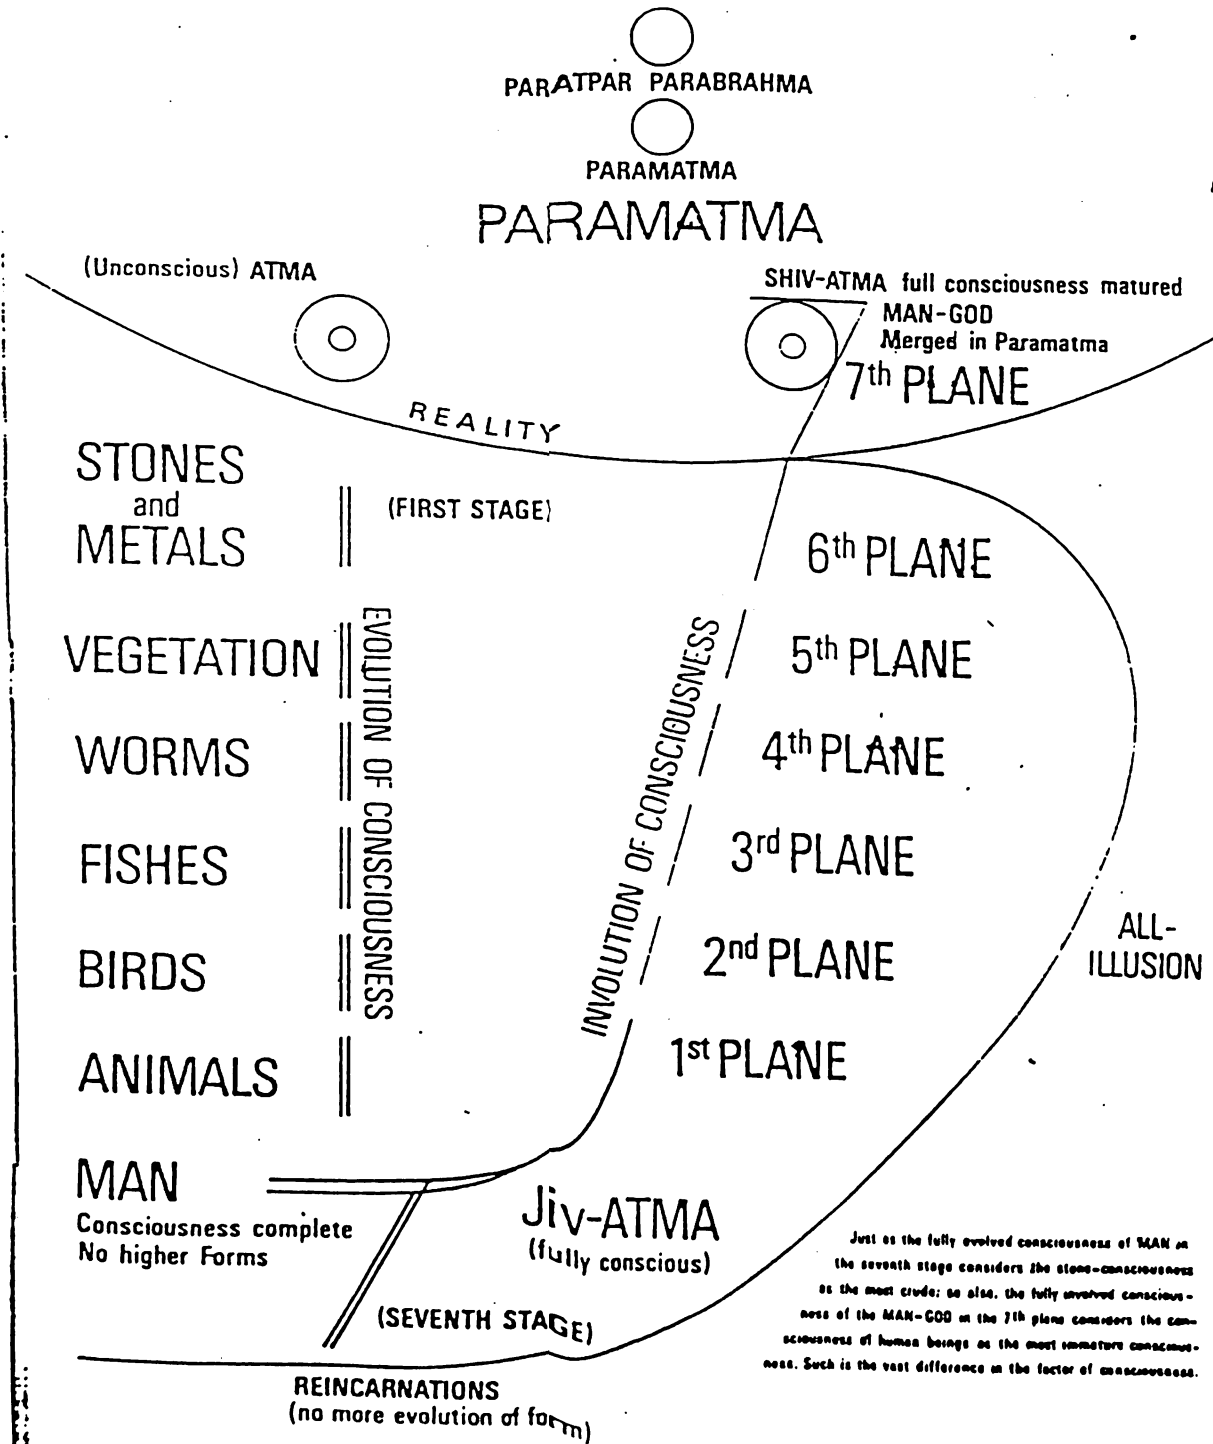 PARATPAR PARABRAHMA
PARAMATMA
PARAMATMA
(Unconscious) ATMA
SHIV-ATMA full consciousness matured
MAN-GOD
Merged in Paramatma
7th PLANE
REALITY
STONES
and
METALS
(FIRST STAGE)
6th PLANE
VEGETATION
EVOLUTION OF CONSCIOUSNESS
INVOLUTION OF CONSCIOUSNESS
5th PLANE
WORMS
4th PLANE
FISHES
3rd PLANE
BIRDS
2nd PLANE
ALL-
ILLUSION
ANIMALS
1st PLANE
MAN
Consciousness complete
No higher Forms
Jiv-ATMA
(fully conscious)
(SEVENTH STAGE)
REINCARNATIONS
(no more evolution of form)
Just as the fully evolved consciousness of MAN in
the seventh stage considers the stone-consciousness
as the most crude; so also, the fully involved conscious-
ness of the MAN-GOD in the 7th plane considers the con-
sciousness of human beings as the most immature conscious-
ness. Such is the vast difference in the factor of consciousness.